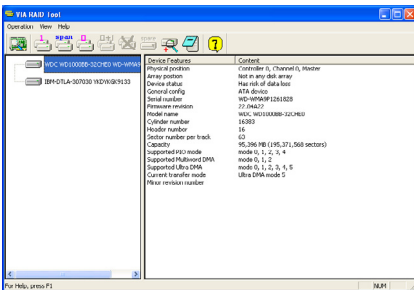 VIA RAID Tool
Operation View Help
WDC WD1000BB-32CHE0 WD-WMA9
IBM-DTLA-307030 YKDYKGK9133
Device Features Content
Physical position Controller 0, Channel 0, Master
Array position Not in any disk array
Device status Has risk of data loss
General config ATA device
Serial number WD-WMA9P1261828
Firmware revision 22.04A22
Model name WDC WD1000BB-32CHE0
Cylinder number 16383
Header number 16
Sector number per track 63
Capacity 95,396 MB (195,371,568 sectors)
Supported PIO mode mode 0, 1, 2, 3, 4
Supported Multiword DMA mode 0, 1, 2
Supported Ultra DMA mode 0, 1, 2, 3, 4, 5
Current transfer mode Ultra DMA mode 5
Minor revision number
For Help, press F1 NUM